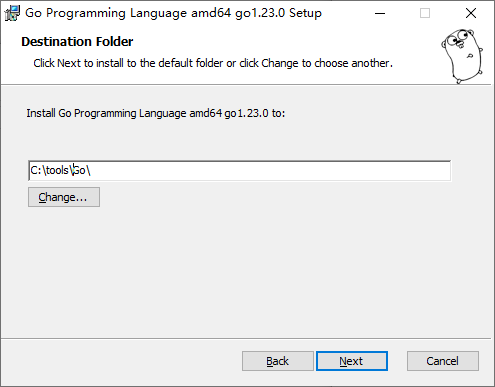 Go Programming Language amd64 go1.23.0 Setup
Destination Folder
Click Next to install to the default folder or click Change to choose another.
Install Go Programming Language amd64 go1.23.0 to:
C:\tools\Go\
Change...
Back Next Cancel